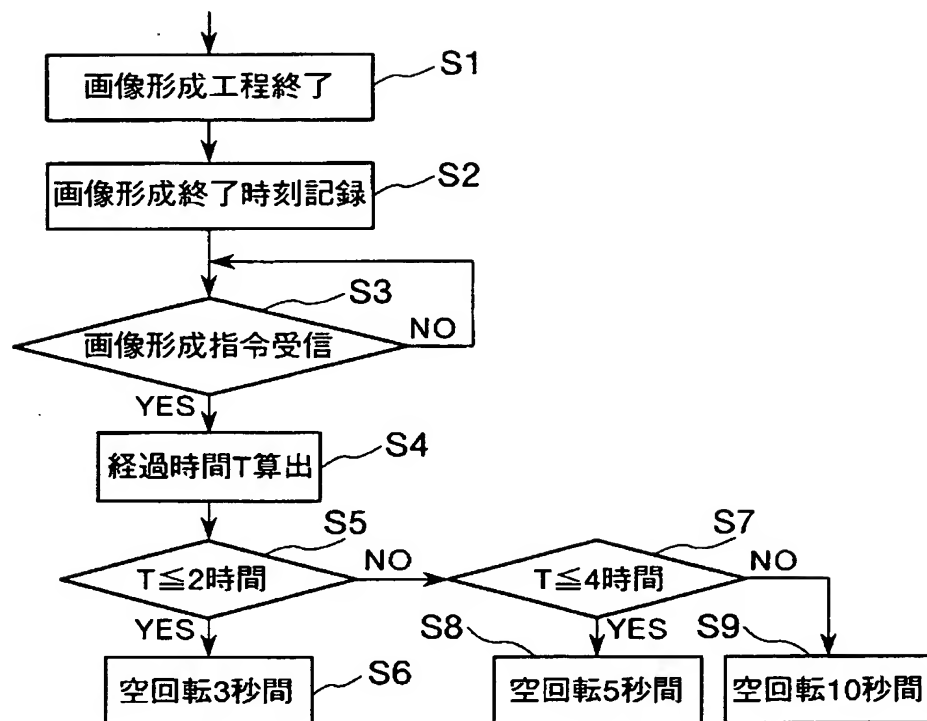 画像形成工程終了
S1
画像形成終了時刻記録
S2
S3
画像形成指令受信
NO
YES
経過時間T算出
S4
S5
T≦2時間
NO
YES
S7
T≦4時間
NO
YES
空回転3秒間
S6
S8
空回転5秒間
S9
空回転10秒間